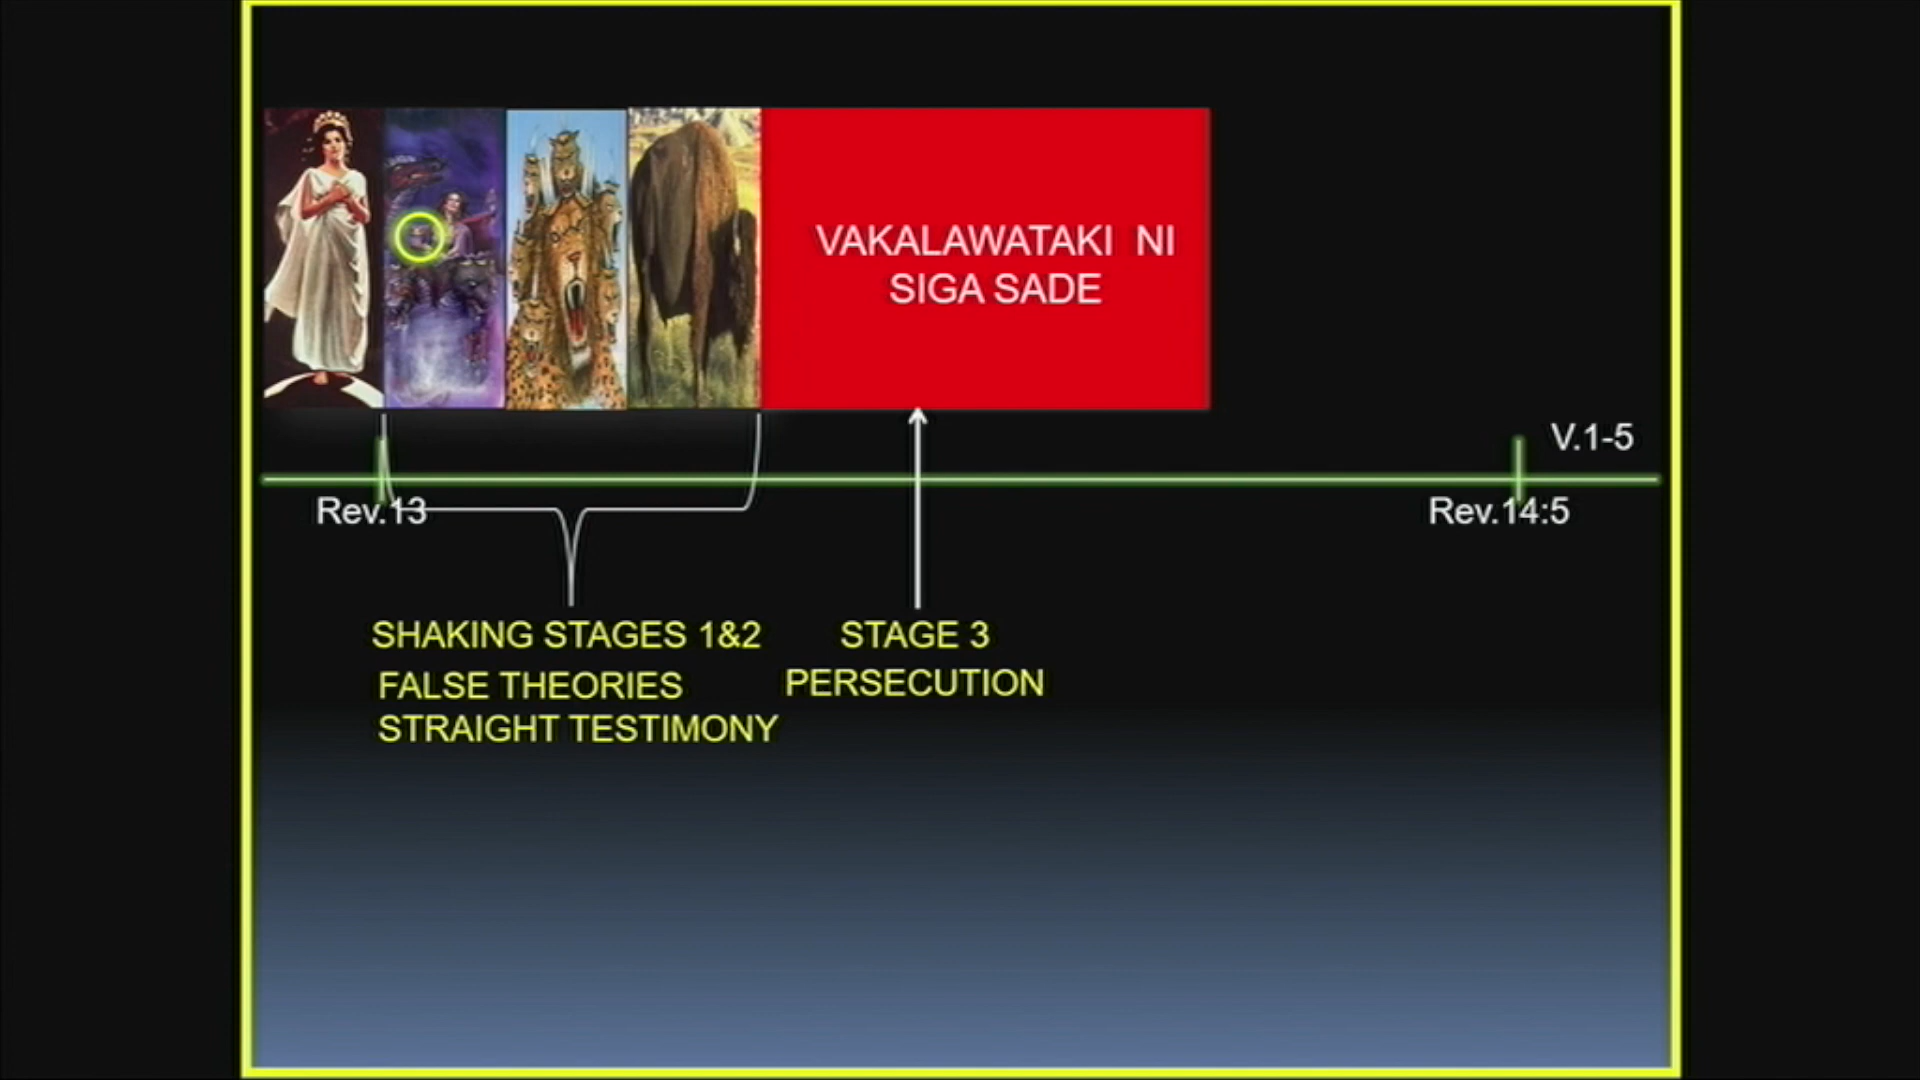 VAKALAWATAKI NI
SIGA SADE
V.1-5
Rev.13
Rev.14:5
SHAKING STAGES 1&2
FALSE THEORIES
STRAIGHT TESTIMONY
STAGE 3
PERSECUTION